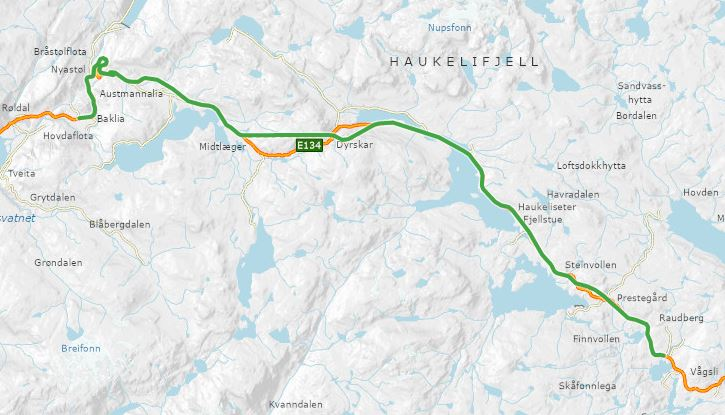 Nupsfonn
Bråstølflota
HAUKELIFJELL
Nyastøl
Sandvass-
hytta
Austmannalia
Røldal
Bordalen
Baklia
Hovdaflota
E134
Dyrskar
Midtlæger
Loftsdokkhytta
Tveita
Havradalen
Hovden
Grytdalen
Haukeliseter
Fjellstue
svatnet
Blåbergdalen
M
Grøndalen
Steinvollen
Prestegård
Raudberg
Finnvollen
Breifonn
Vågsli
Skåfonnlega
Kvanndalen